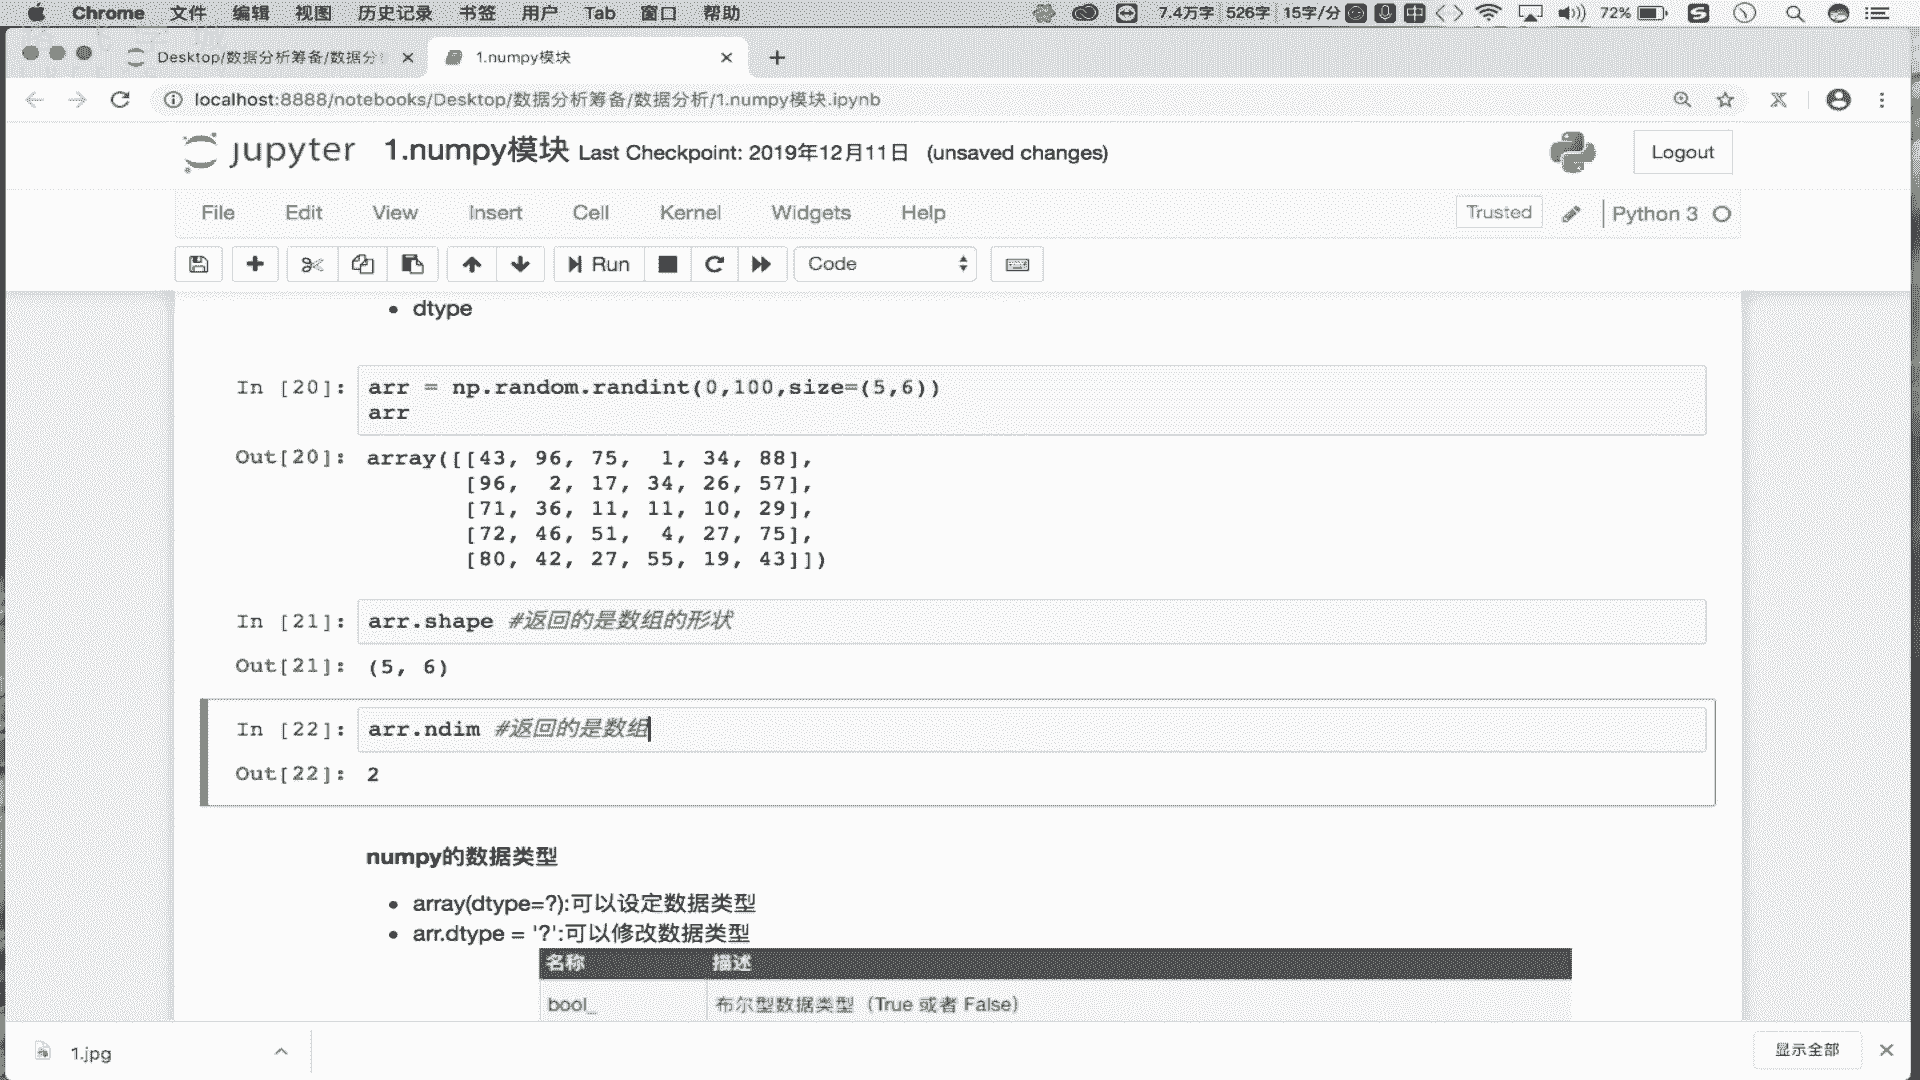 Chrome 文件 编辑 视图 历史记录 书签 用户 Tab 窗口 帮助 7.4万字 526字 15字/分 中 72% S
Desktop/数据分析筹备/数据分 1.numpy模块
localhost:8888/notebooks/Desktop/数据分析筹备/数据分析/1.numpy模块.ipynb
jupyter 1.numpy模块 Last Checkpoint: 2019年12月11日 (unsaved changes) Logout
File Edit View Insert Cell Kernel Widgets Help Trusted Python 3
Run Code
• dtype
In [20]: arr = np.random.randint(0,100,size=(5,6))
arr
Out[20]: array([[43, 96, 75,  1, 34, 88],
[96,  2, 17, 34, 26, 57],
[71, 36, 11, 11, 10, 29],
[72, 46, 51,  4, 27, 75],
[80, 42, 27, 55, 19, 43]])
In [21]: arr.shape #返回的是数组的形状
Out[21]: (5, 6)
In [22]: arr.ndim #返回的是数组
Out[22]: 2
numpy的数据类型
• array(dtype=?):可以设定数据类型
• arr.dtype = '?':可以修改数据类型
名称 描述
bool_ 布尔型数据类型（True 或者 False）
1.jpg 显示全部